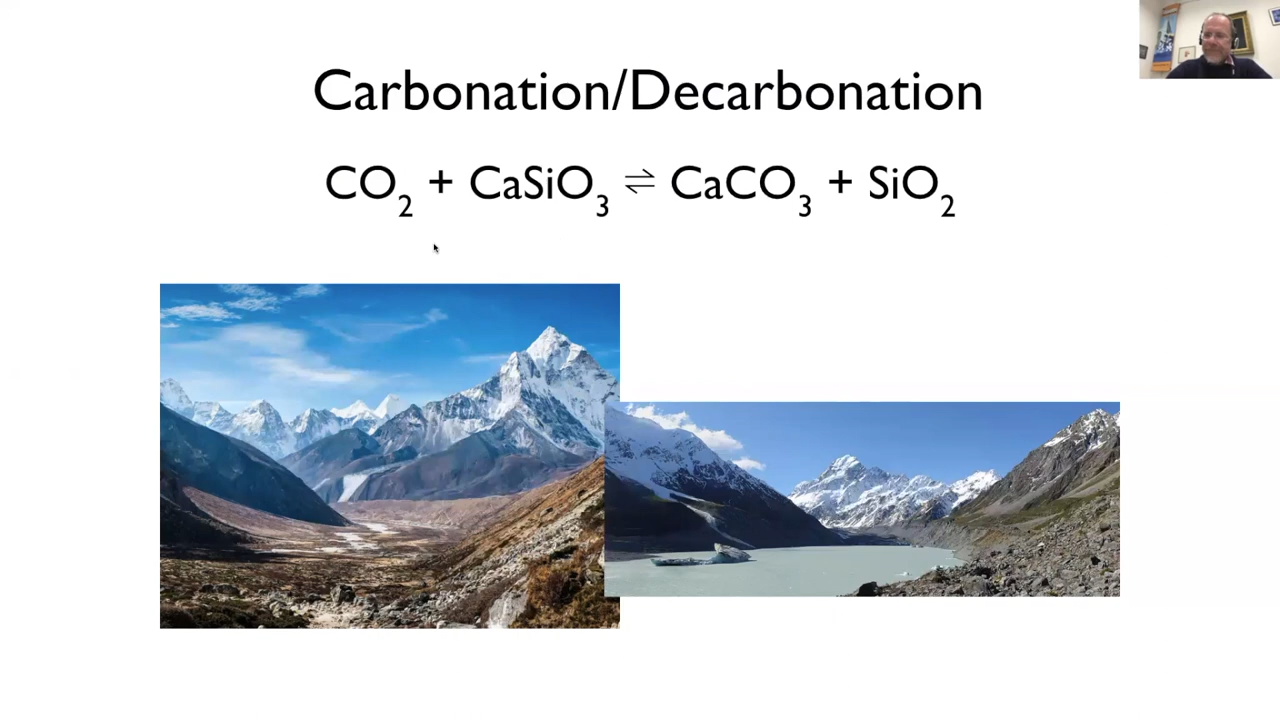 Carbonation/Decarbonation
CO₂ + CaSiO₃ ⇌ CaCO₃ + SiO₂